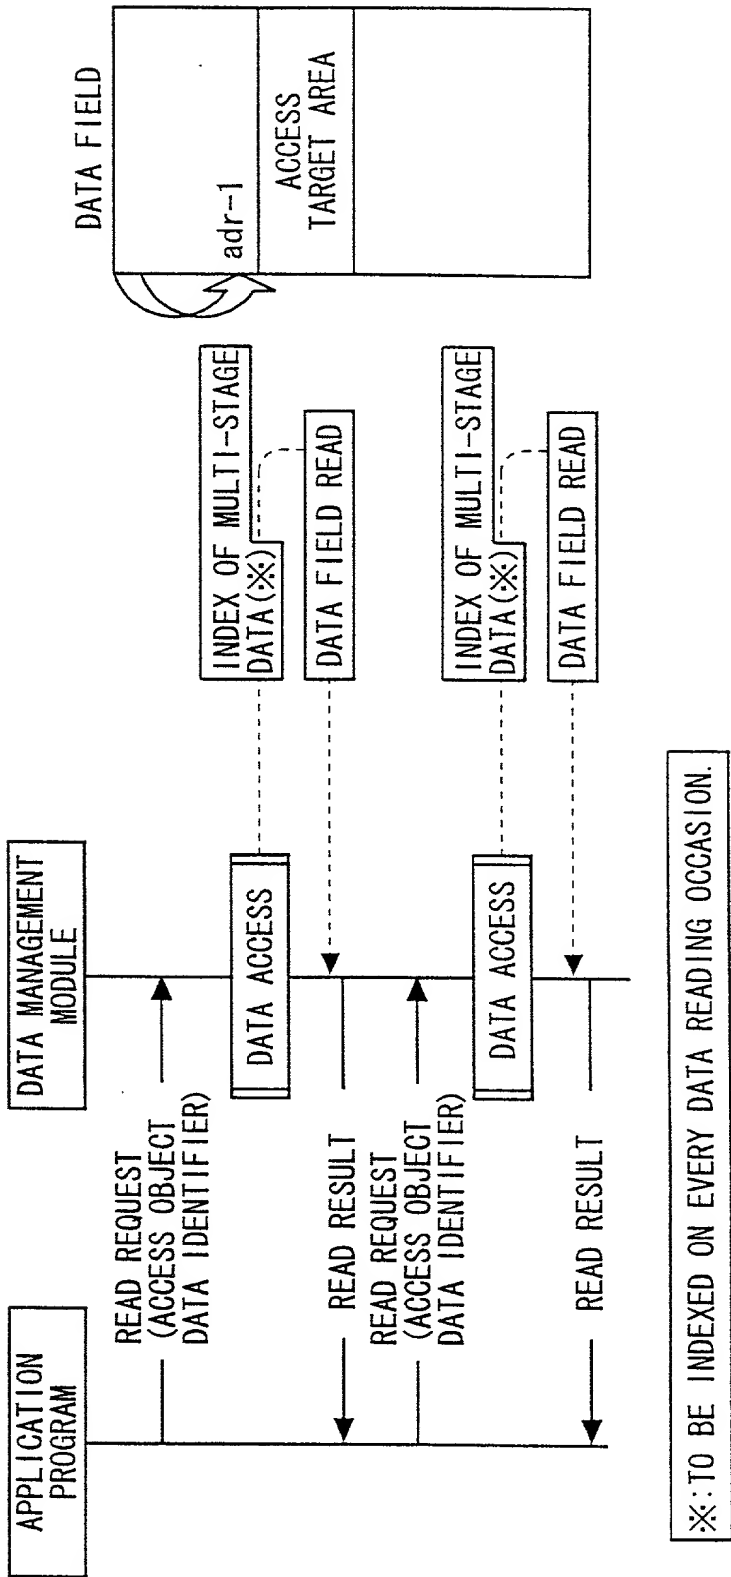 APPLICATION
PROGRAM
DATA MANAGEMENT
MODULE
DATA FIELD
READ REQUEST
(ACCESS OBJECT
DATA IDENTIFIER)
DATA ACCESS
INDEX OF MULTI-STAGE
DATA(※)
adr-1
ACCESS
TARGET AREA
DATA FIELD READ
READ RESULT
READ REQUEST
(ACCESS OBJECT
DATA IDENTIFIER)
DATA ACCESS
INDEX OF MULTI-STAGE
DATA(※)
DATA FIELD READ
READ RESULT
※:TO BE INDEXED ON EVERY DATA READING OCCASION.